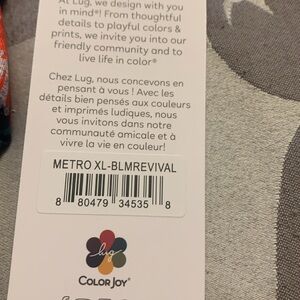 At Lug, we design with you
in mind®! From thoughtful
details to playful colors &
prints, we invite you into our
friendly community and to
live life in color®
Chez Lug, nous concevons en
pensant à vous ! Avec les
détails bien pensés aux couleurs
et imprimés ludiques, nous
vous invitons dans notre
communauté amicale et à
vivre la vie en couleur!
METRO XL-BLMREVIVAL
8 80479 34535 8
lug
COLOR JOY®